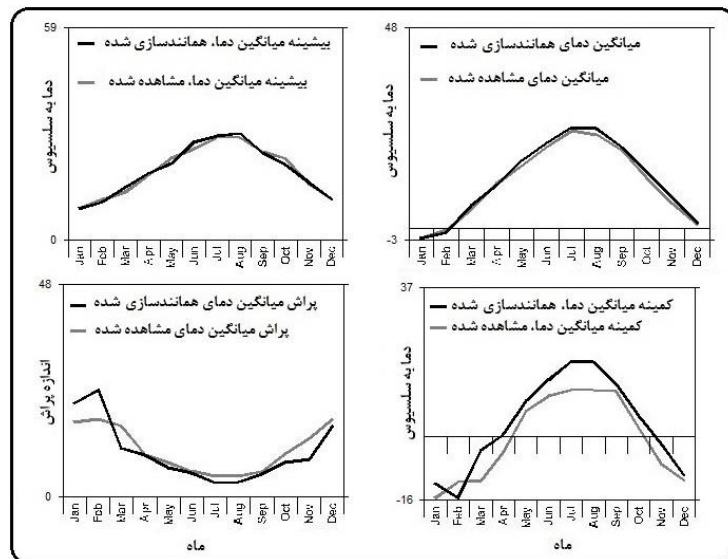 59
بیشینه میانگین دما، همانندسازی شده
بیشینه میانگین دما، مشاهده شده
دما به سلسیوس
0
Jan Feb Mar Apr May Jun Jul Aug Sep Oct Nov Dec
48
میانگین دمای همانندسازی شده
میانگین دمای مشاهده شده
دما به سلسیوس
-3
Jan Feb Mar Apr May Jun Jul Aug Sep Oct Nov Dec
48
پراش میانگین دمای همانندسازی شده
پراش میانگین دمای مشاهده شده
اندازه پراش
0
Jan Feb Mar Apr May Jun Jul Aug Sep Oct Nov Dec
ماه
37
کمینه میانگین دما، همانندسازی شده
کمینه میانگین دما، مشاهده شده
دما به سلسیوس
-16
Jan Feb Mar Apr May Jun Jul Aug Sep Oct Nov Dec
ماه